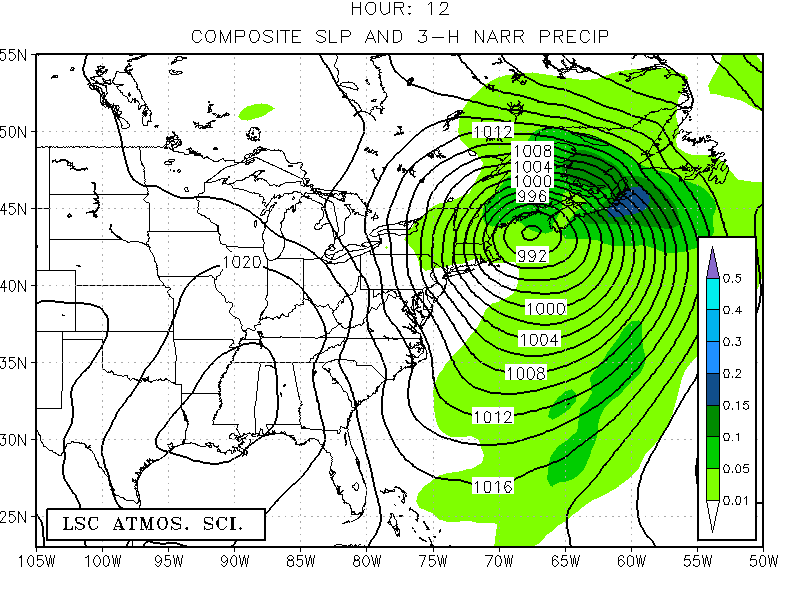 HOUR: 12
COMPOSITE SLP AND 3-H NARR PRECIP
55N
50N
45N
40N
35N
30N
25N
1012
1008
1004
1000
996
992
1020
1000
1004
1008
1012
1016
0.5
0.4
0.3
0.2
0.15
0.1
0.05
0.01
LSC ATMOS. SCI.
105W 100W 95W 90W 85W 80W 75W 70W 65W 60W 55W 50W